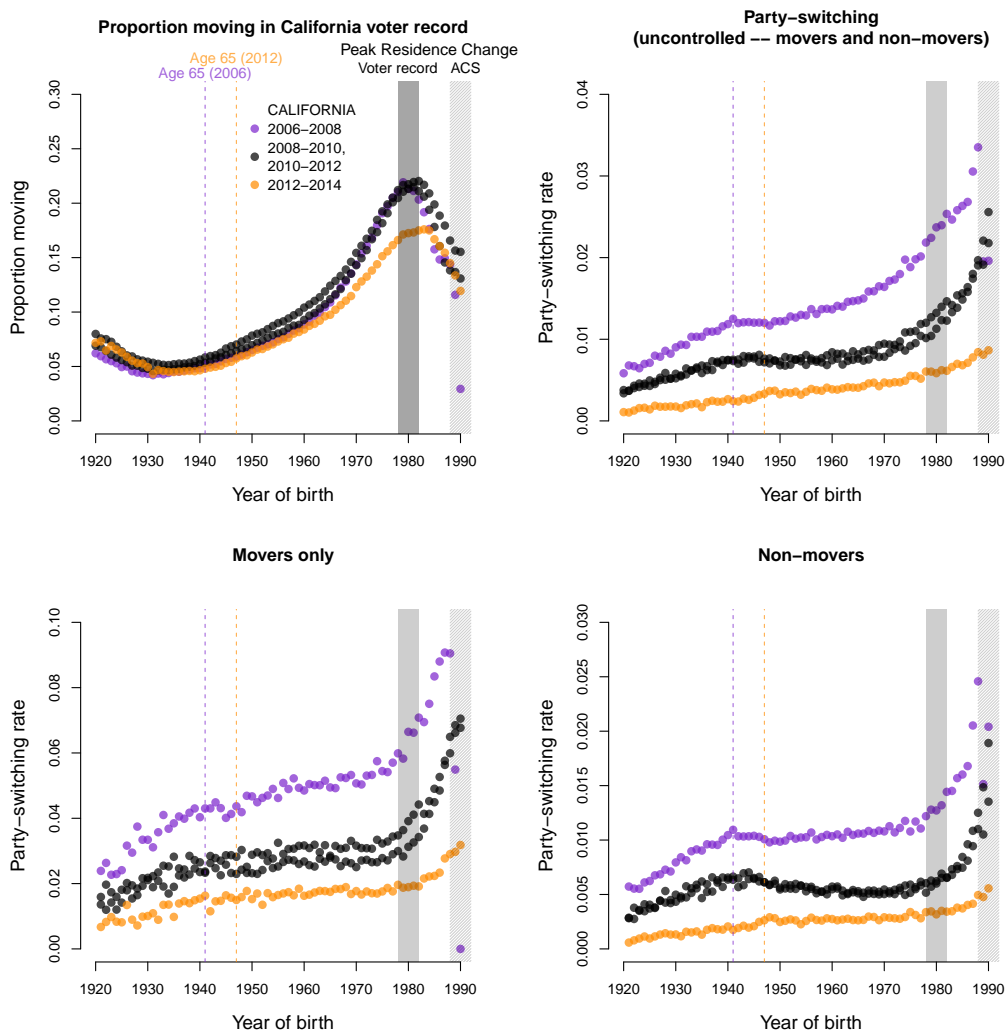 Proportion moving in California voter record
Peak Residence Change
Voter record
ACS
Age 65 (2012)
Age 65 (2006)
CALIFORNIA
2006−2008
2008−2010,
2010−2012
2012−2014
Proportion moving
0.00 0.05 0.10 0.15 0.20 0.25 0.30
1920 1930 1940 1950 1960 1970 1980 1990
Year of birth
Party−switching
(uncontrolled −− movers and non−movers)
Party−switching rate
0.00 0.01 0.02 0.03 0.04
1920 1930 1940 1950 1960 1970 1980 1990
Year of birth
Movers only
Party−switching rate
0.00 0.02 0.04 0.06 0.08 0.10
1920 1930 1940 1950 1960 1970 1980 1990
Year of birth
Non−movers
Party−switching rate
0.000 0.005 0.010 0.015 0.020 0.025 0.030
1920 1930 1940 1950 1960 1970 1980 1990
Year of birth